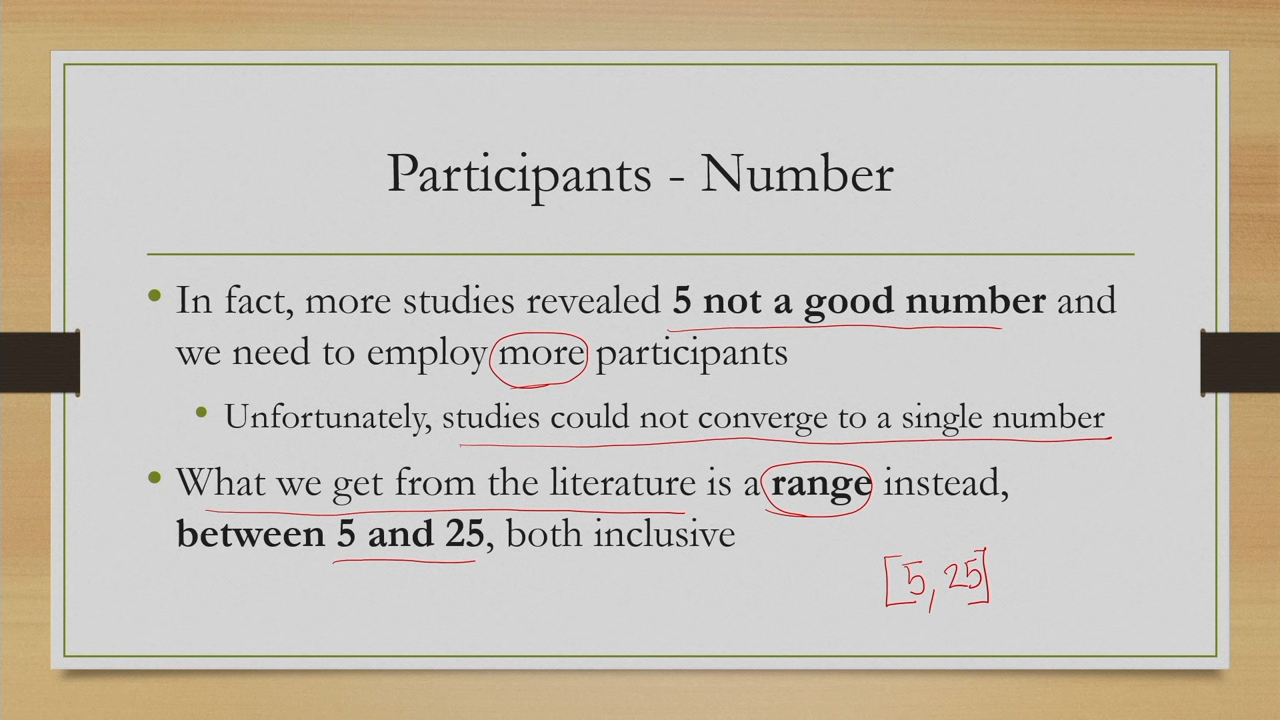 Participants - Number
• In fact, more studies revealed 5 not a good number and
we need to employ more participants
• Unfortunately, studies could not converge to a single number
• What we get from the literature is a range instead,
between 5 and 25, both inclusive
[5, 25]